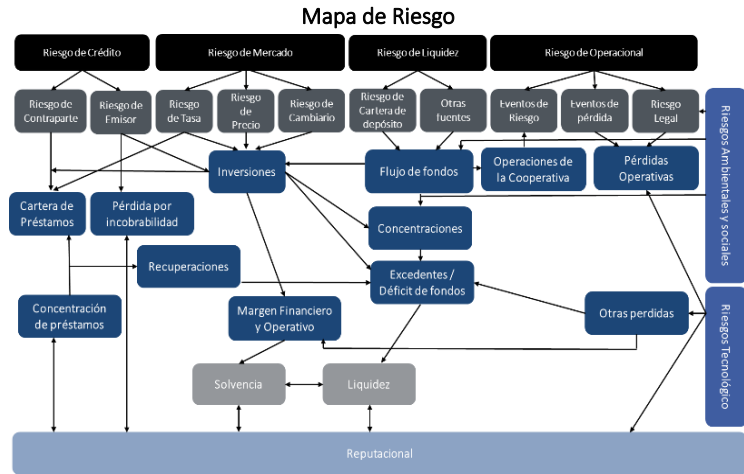 Mapa de Riesgo
Riesgo de Crédito
Riesgo de Mercado
Riesgo de Liquidez
Riesgo de Operacional
Riesgo de
Contraparte
Riesgo de
Emisor
Riesgo
de Tasa
Riesgo
de
Precio
Riesgo de
Cambiario
Riesgo de
Cartera de
depósito
Otras
fuentes
Eventos de
Riesgo
Eventos de
pérdida
Riesgo
Legal
Inversiones
Flujo de fondos
Operaciones de
la Cooperativa
Pérdidas
Operativas
Riesgos Ambientales y sociales
Cartera de
Préstamos
Pérdida por
incobrabilidad
Concentraciones
Recuperaciones
Excedentes /
Déficit de fondos
Concentración
de préstamos
Margen Financiero
y Operativo
Otras perdidas
Riesgos Tecnológico
Solvencia
Liquidez
Reputacional